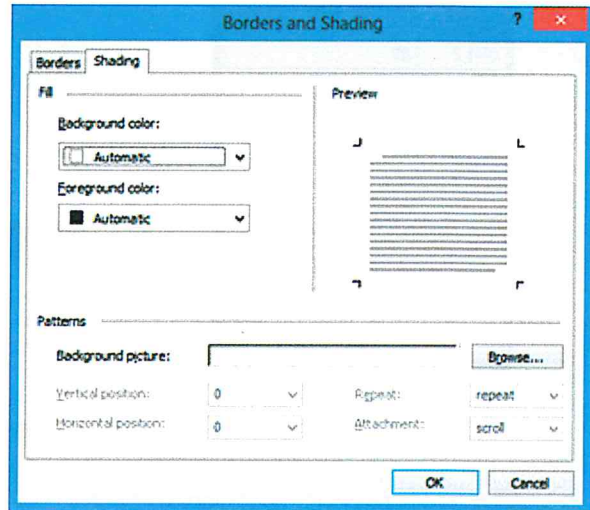 Borders and Shading ?
Borders Shading
Fill
Background color:
Automatic
Foreground color:
Automatic
Preview
Patterns
Background picture:
Browse...
Vertical position: 0 Repeat: repeat
Horizontal position: 0 Attachment: scroll
OK Cancel